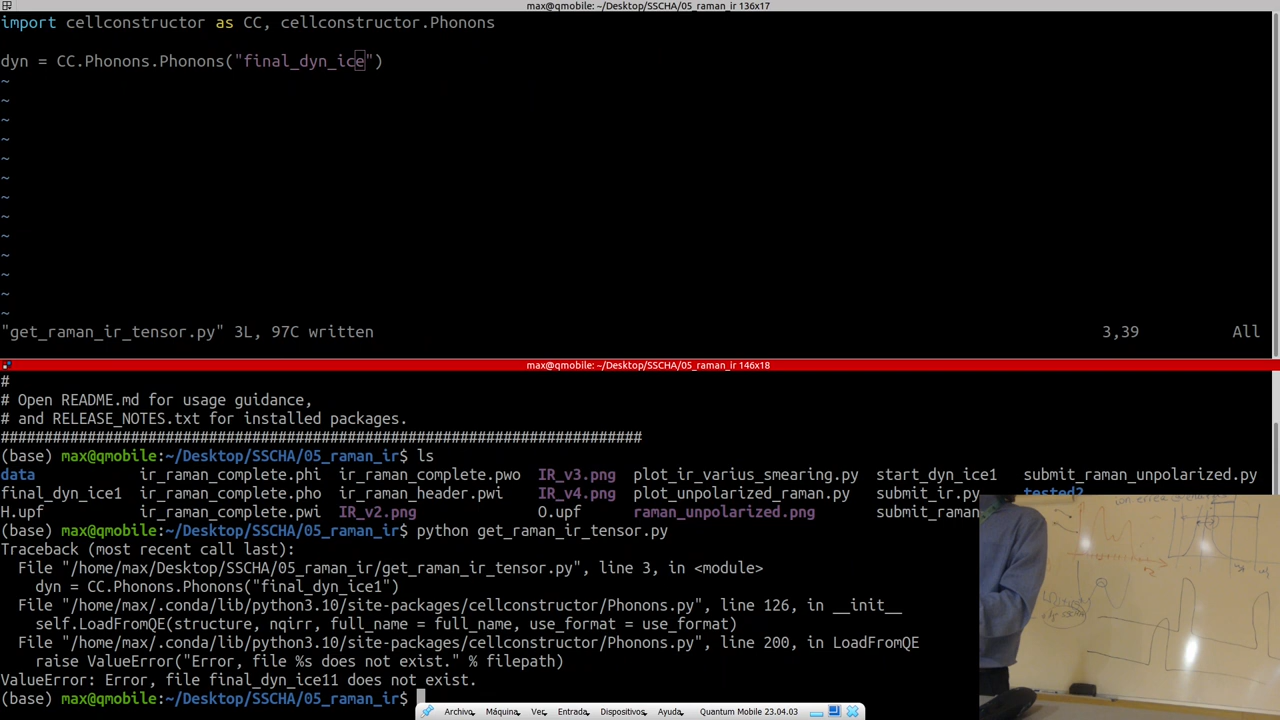 max@qmobile: ~/Desktop/SSCHA/05_raman_ir 136x17
import cellconstructor as CC, cellconstructor.Phonons
dyn = CC.Phonons.Phonons("final_dyn_ice")
~
~
~
~
~
~
~
~
~
~
~
~
~
"get_raman_ir_tensor.py" 3L, 97C written 3,39 All
max@qmobile: ~/Desktop/SSCHA/05_raman_ir 146x18
#
# Open README.md for usage guidance,
# and RELEASE_NOTES.txt for installed packages.
##########################################################################
(base) max@qmobile:~/Desktop/SSCHA/05_raman_ir$ ls
data ir_raman_complete.phi ir_raman_complete.pwo IR_v3.png plot_ir_varius_smearing.py start_dyn_ice1 submit_raman_unpolarized.py
final_dyn_ice1 ir_raman_complete.pho ir_raman_header.pwi IR_v4.png plot_unpolarized_raman.py submit_ir.py tested2
H.upf ir_raman_complete.pwi IR_v2.png O.upf raman_unpolarized.png submit_raman
(base) max@qmobile:~/Desktop/SSCHA/05_raman_ir$ python get_raman_ir_tensor.py
Traceback (most recent call last):
File "/home/max/Desktop/SSCHA/05_raman_ir/get_raman_ir_tensor.py", line 3, in <module>
dyn = CC.Phonons.Phonons("final_dyn_ice1")
File "/home/max/.conda/lib/python3.10/site-packages/cellconstructor/Phonons.py", line 126, in __init__
self.LoadFromQE(structure, nqirr, full_name = full_name, use_format = use_format)
File "/home/max/.conda/lib/python3.10/site-packages/cellconstructor/Phonons.py", line 200, in LoadFromQE
raise ValueError("Error, file %s does not exist." % filepath)
ValueError: Error, file final_dyn_ice11 does not exist.
(base) max@qmobile:~/Desktop/SSCHA/05_raman_ir$
Archivo Máquina Ver Entrada Dispositivos Ayuda Quantum Mobile 23.04.03